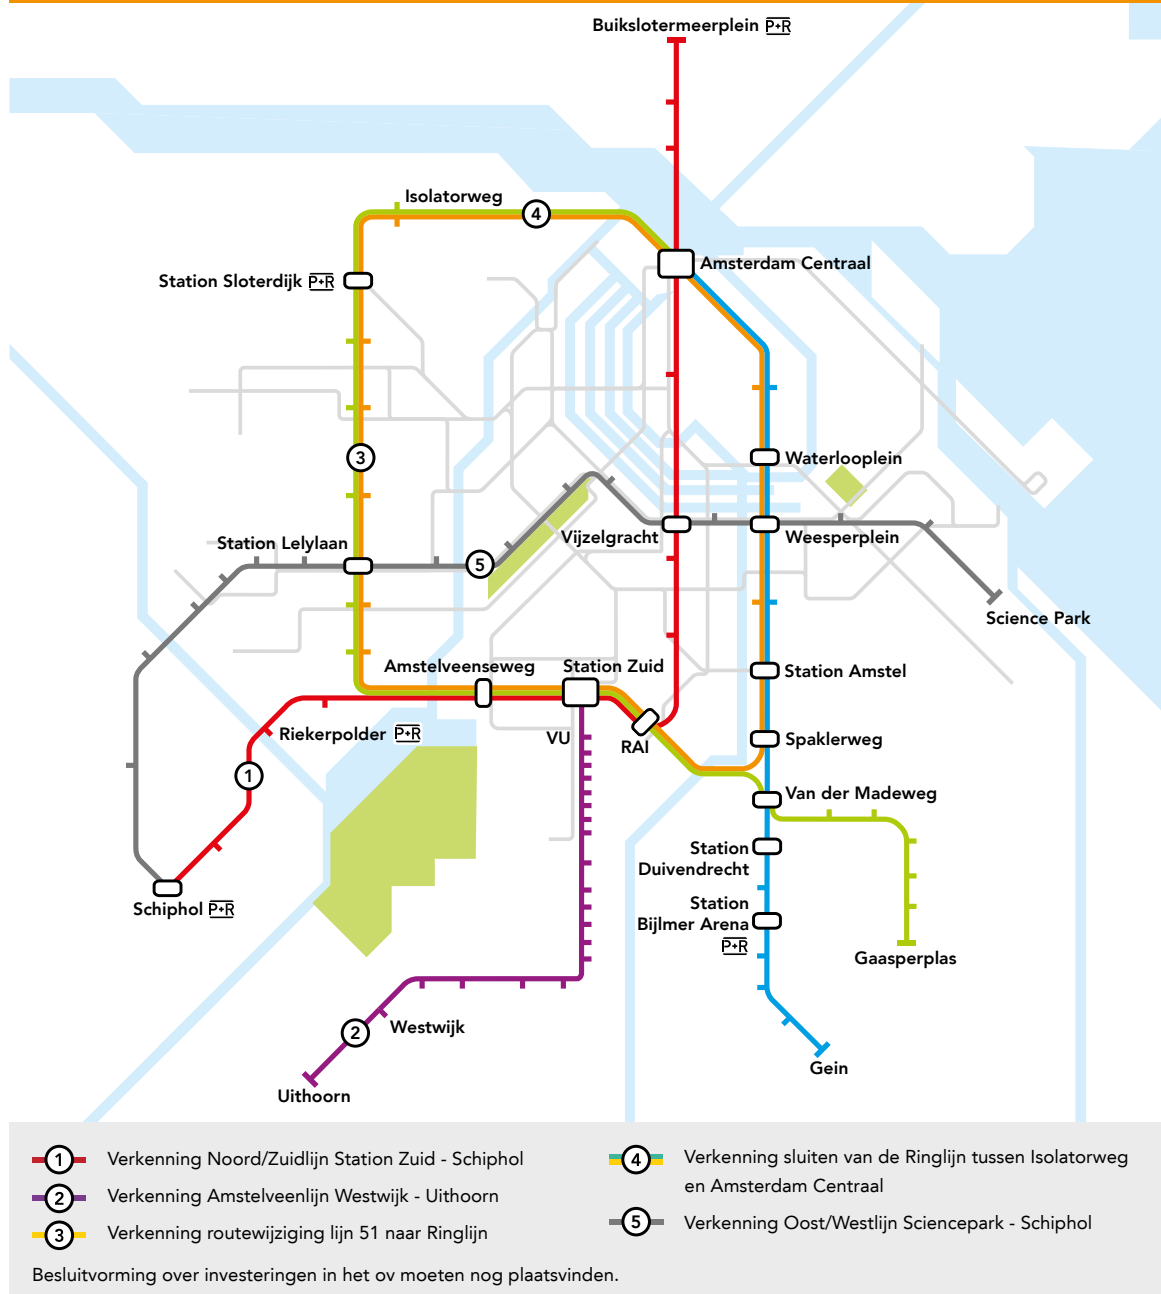 Buikslotermeerplein P+R
Isolatorweg
4
Amsterdam Centraal
Station Sloterdijk P+R
3
Waterlooplein
Station Lelylaan
Vijzelgracht
Weesperplein
5
Science Park
Amstelveenseweg
Station Zuid
Station Amstel
Riekerpolder P+R
VU
RAI
Spaklerweg
1
Van der Madeweg
Station
Duivendrecht
Station
Bijlmer Arena
P+R
Schiphol P+R
Gaasperplas
2
Westwijk
Gein
Uithoorn
1 Verkenning Noord/Zuidlijn Station Zuid - Schiphol
2 Verkenning Amstelveenlijn Westwijk - Uithoorn
3 Verkenning routewijziging lijn 51 naar Ringlijn
4 Verkenning sluiten van de Ringlijn tussen Isolatorweg
en Amsterdam Centraal
5 Verkenning Oost/Westlijn Sciencepark - Schiphol
Besluitvorming over investeringen in het ov moeten nog plaatsvinden.